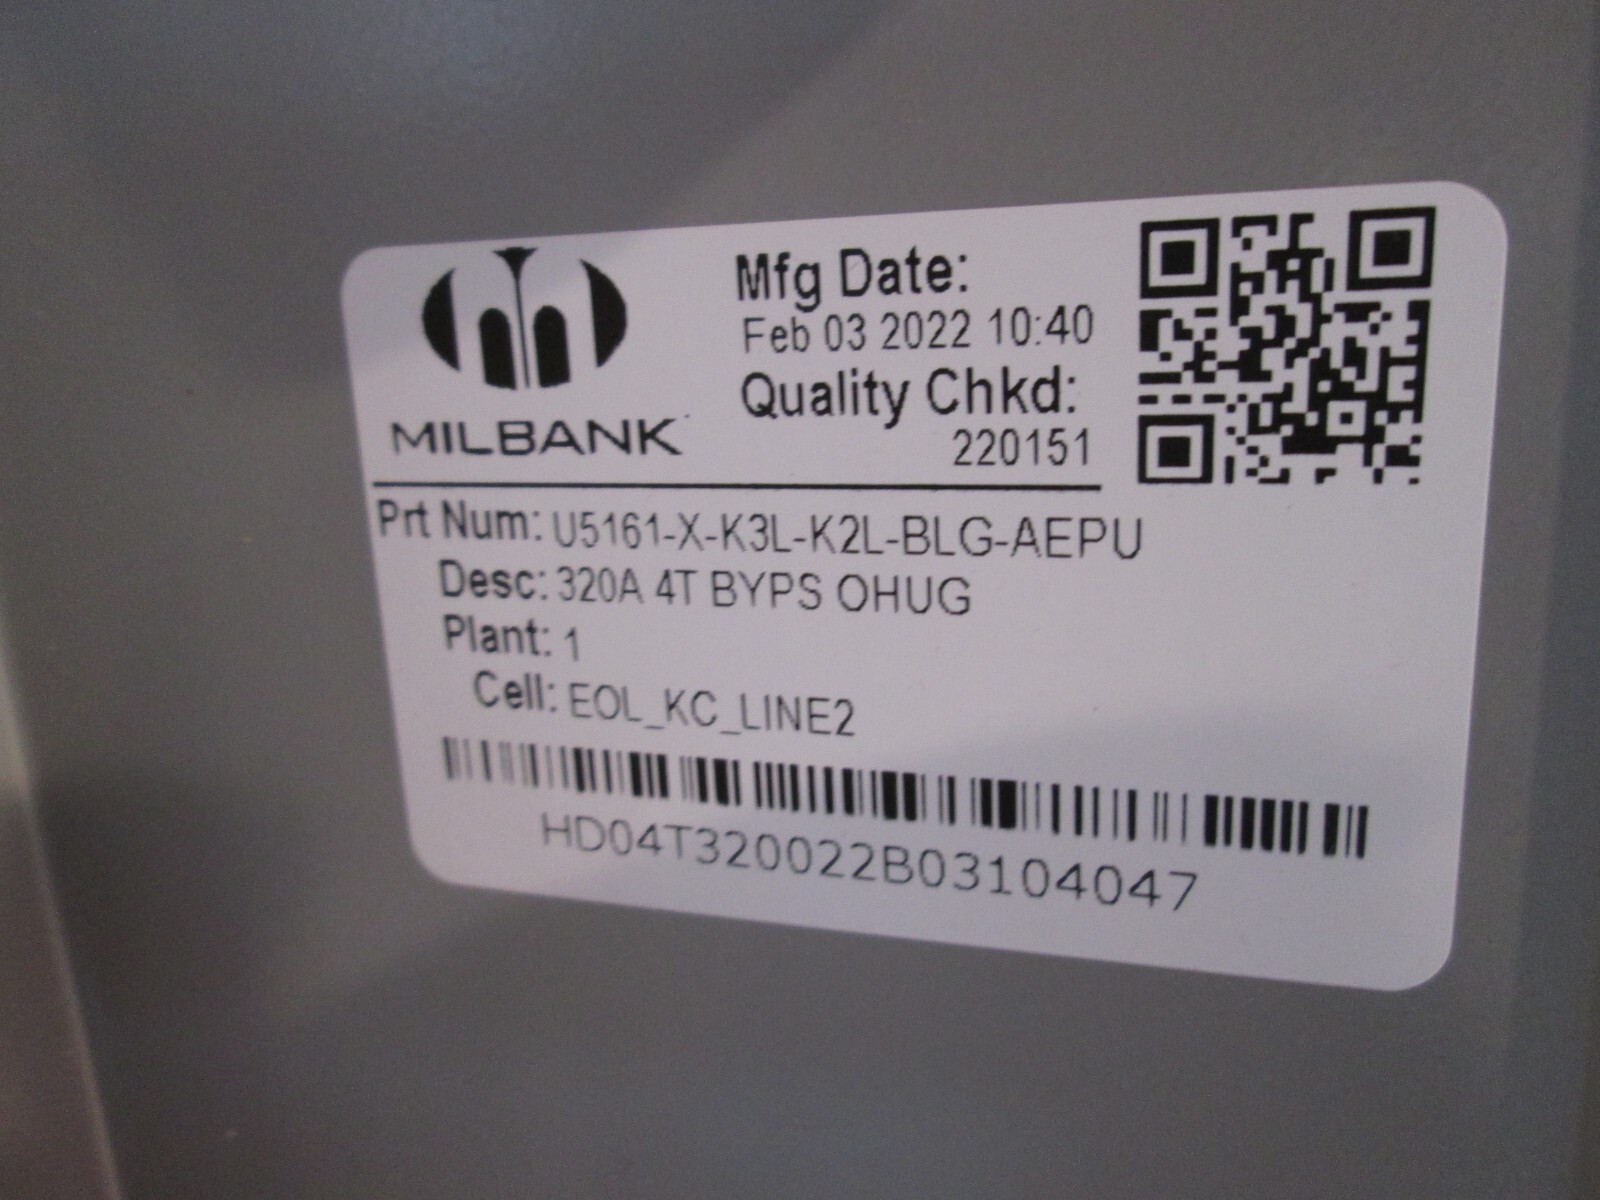 MILBANK
Mfg Date:
Feb 03 2022 10:40
Quality Chkd:
220151
Prt Num: U5161-X-K3L-K2L-BLG-AEPU
Desc: 320A 4T BYPS OHUG
Plant: 1
Cell: EOL_KC_LINE2
HD04T320022B03104047